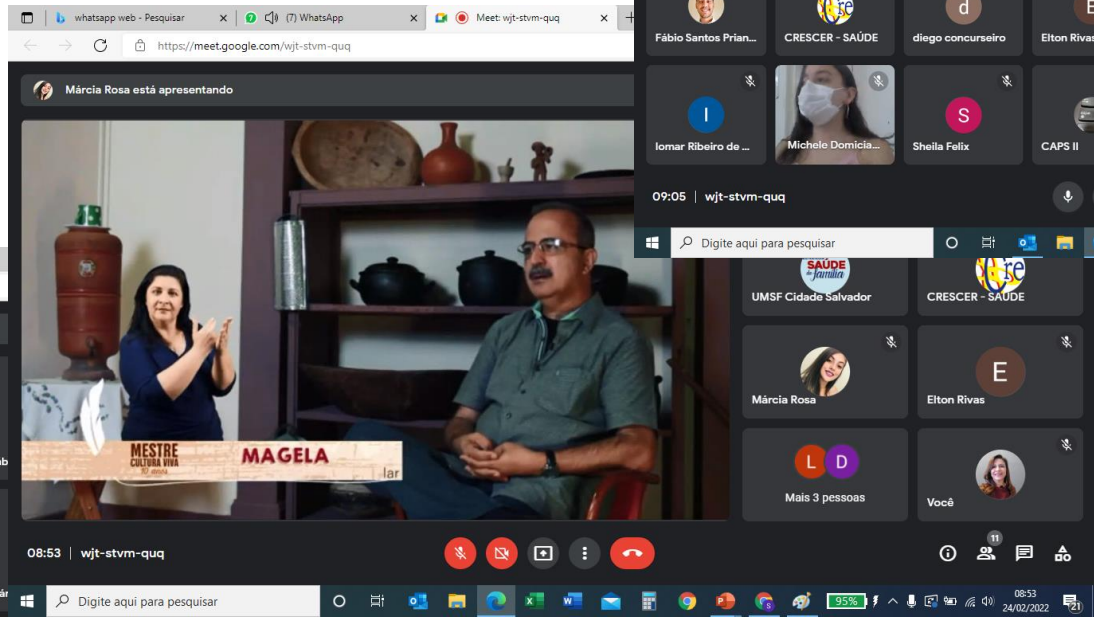 whatsapp web - Pesquisar
(7) WhatsApp
Meet: wjt-stvm-quq
https://meet.google.com/wjt-stvm-quq
Márcia Rosa está apresentando
MESTRE
CULTURA VIVA
10 anos
MAGELA
lar
08:53 | wjt-stvm-quq
Fábio Santos Prian...
CRESCER - SAÚDE
diego concurseiro
Elton Rivas
d
E
I
Iomar Ribeiro de ...
Michele Domicia...
S
Sheila Felix
CAPS II
09:05 | wjt-stvm-quq
Digite aqui para pesquisar
SAÚDE
da família
UMSF Cidade Salvador
CRESCER - SAÚDE
Márcia Rosa
E
Elton Rivas
L D
Mais 3 pessoas
Você
11
Digite aqui para pesquisar
95%
08:53
24/02/2022
21